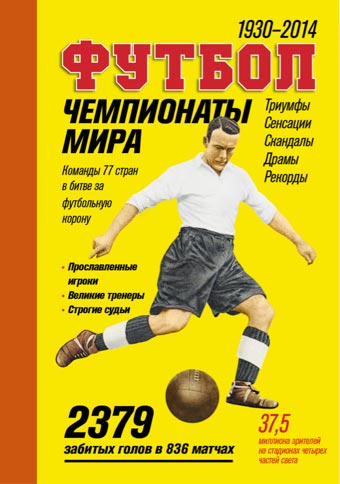 1930–2014
ФУТБОЛ
ЧЕМПИОНАТЫ
МИРА
Триумфы
Сенсации
Скандалы
Драмы
Рекорды
Команды 77 стран
в битве за
футбольную
корону
• Прославленные
игроки
• Великие тренеры
• Строгие судьи
2379
забитых голов в 836 матчах
37,5
миллиона зрителей
на стадионах четырех
частей света